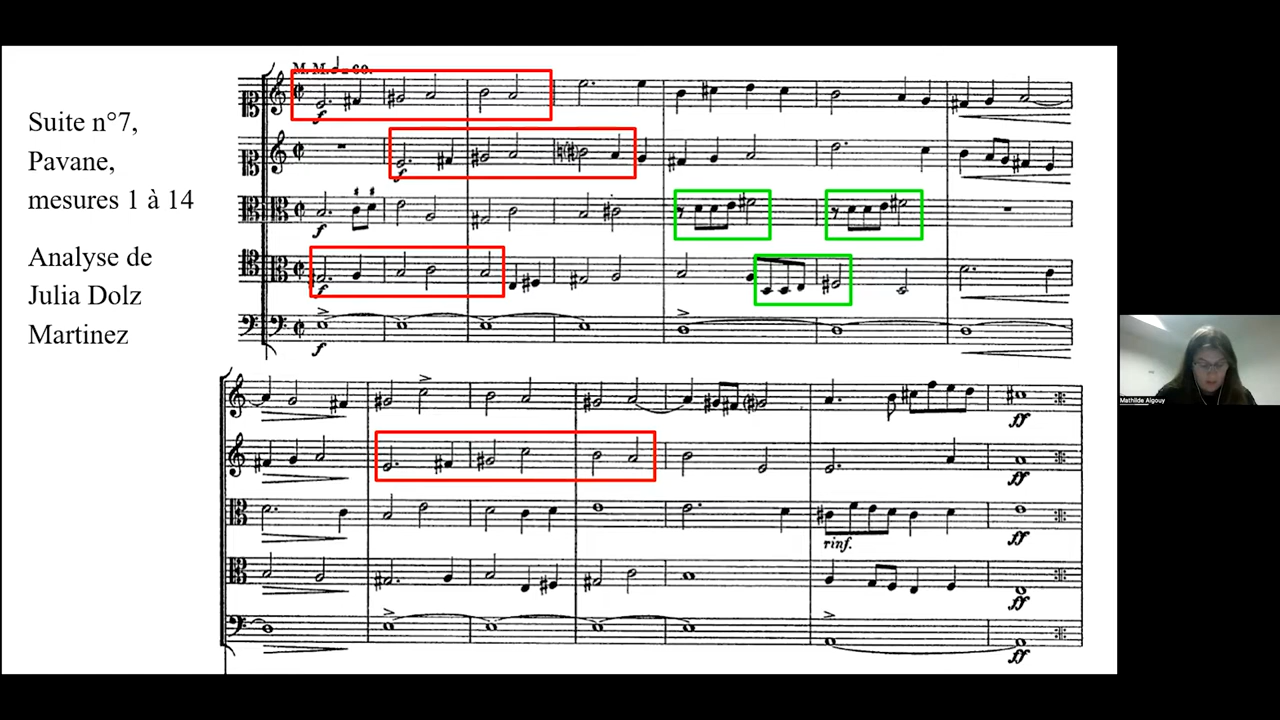 Suite n°7,
Pavane,
mesures 1 à 14
Analyse de
Julia Dolz
Martinez
f
f
f
f
f
ff
ff
rinf.
ff
ff
ff
Mathilde Algouy